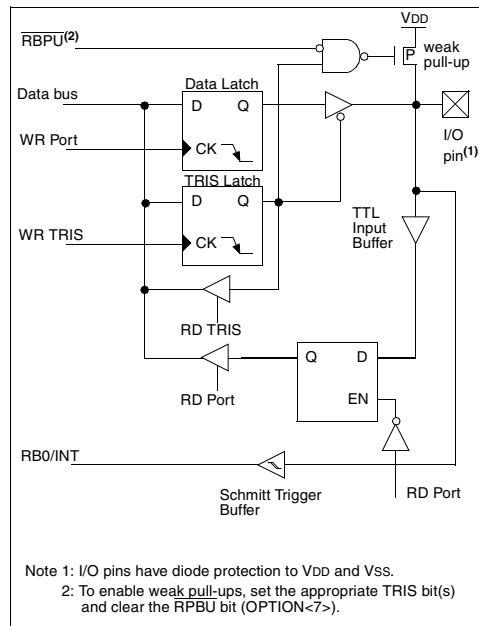 VDD
RBPU(2)
P
weak
pull-up
Data Latch
Data bus
D Q
I/O
pin(1)
WR Port
CK
TRIS Latch
D Q
TTL
Input
Buffer
WR TRIS
CK
RD TRIS
Q D
RD Port
EN
RB0/INT
Schmitt Trigger
Buffer
RD Port
Note 1: I/O pins have diode protection to VDD and VSS.
2: To enable weak pull-ups, set the appropriate TRIS bit(s)
and clear the RPBU bit (OPTION<7>).